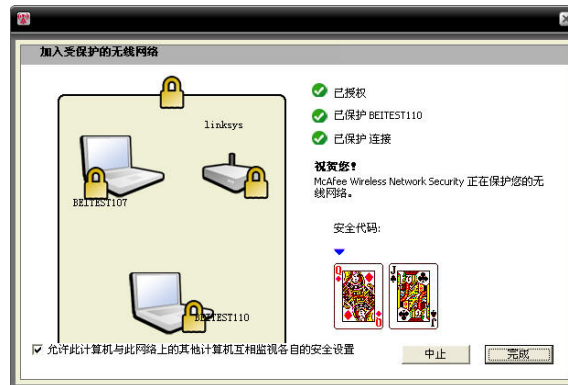 加入受保护的无线网络
linksys
BEITEST107
BEITEST110
已授权
已保护 BEITEST110
已保护 连接
祝贺您!
McAfee Wireless Network Security 正在保护您的无
线网络。
安全代码:
Q
J
Q
J
允许此计算机与此网络上的其他计算机互相监视各自的安全设置
中止
完成